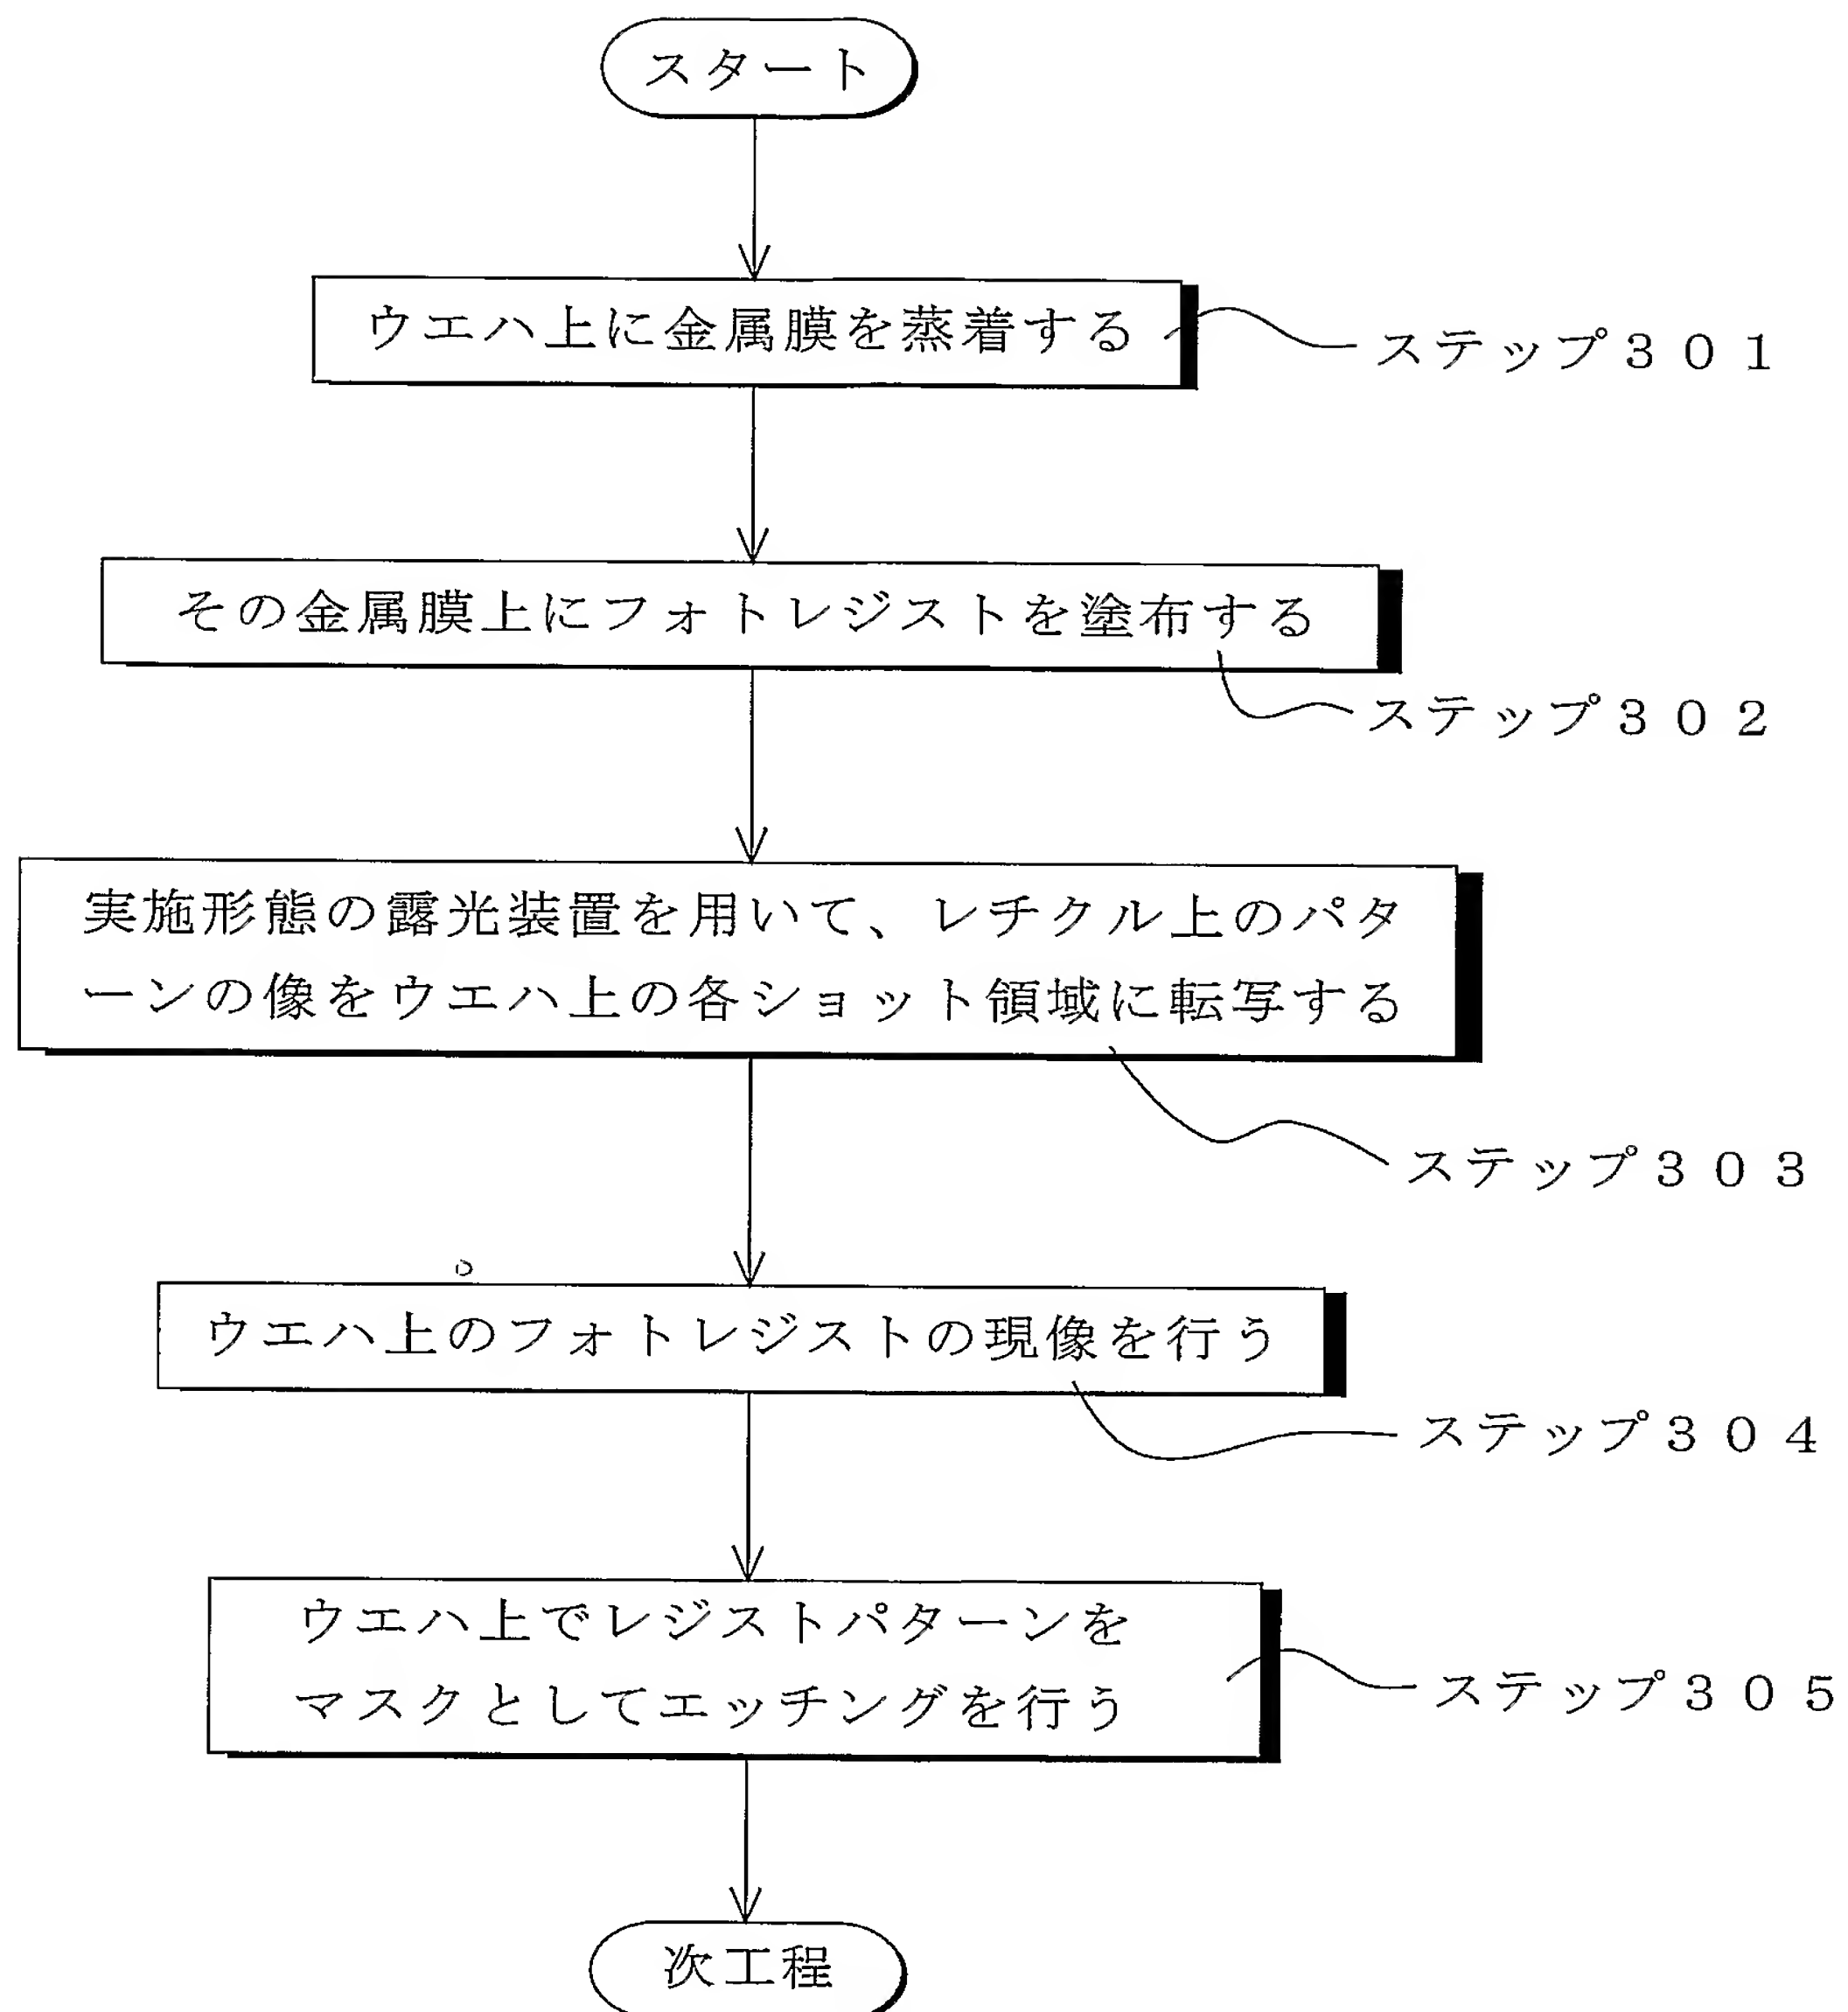 スタート
ウエハ上に金属膜を蒸着する
ステップ３０１
その金属膜上にフォトレジストを塗布する
ステップ３０２
実施形態の露光装置を用いて、レチクル上のパタ
ーンの像をウエハ上の各ショット領域に転写する
ステップ３０３
ウエハ上のフォトレジストの現像を行う
ステップ３０４
ウエハ上でレジストパターンを
マスクとしてエッチングを行う
ステップ３０５
次工程